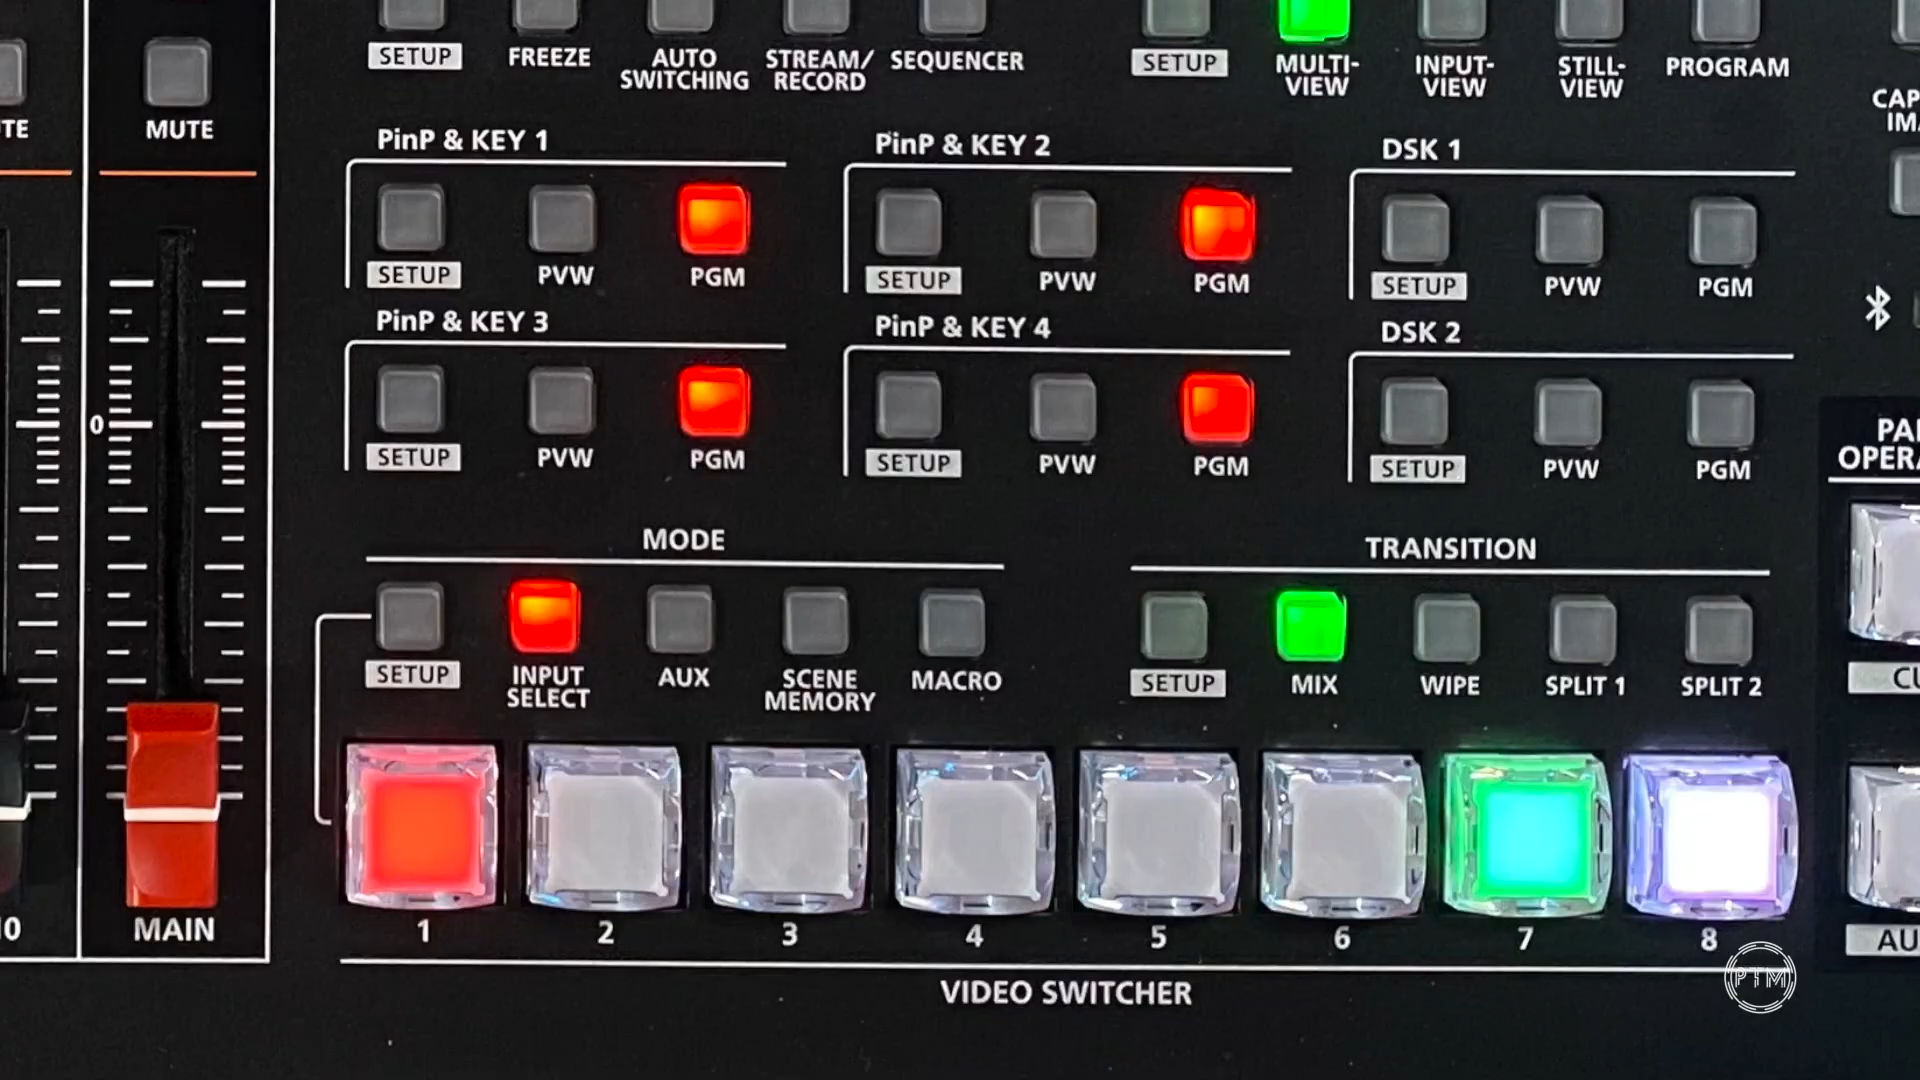 SETUP FREEZE AUTO SWITCHING STREAM/ RECORD SEQUENCER
SETUP MULTI- VIEW INPUT- VIEW STILL- VIEW PROGRAM
MUTE
PinP & KEY 1
SETUP PVW PGM
PinP & KEY 2
SETUP PVW PGM
DSK 1
SETUP PVW PGM
PinP & KEY 3
SETUP PVW PGM
PinP & KEY 4
SETUP PVW PGM
DSK 2
SETUP PVW PGM
0
MODE
SETUP INPUT SELECT AUX SCENE MEMORY MACRO
TRANSITION
SETUP MIX WIPE SPLIT 1 SPLIT 2
10 MAIN
1 2 3 4 5 6 7 8
VIDEO SWITCHER
PTM